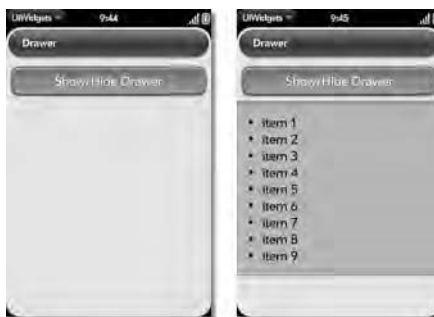 UIWidgets
9:44
Drawer
Show/Hide Drawer
UIWidgets
9:45
Drawer
Show/Hide Drawer
• item 1
• item 2
• item 3
• item 4
• item 5
• item 6
• item 7
• item 8
• item 9